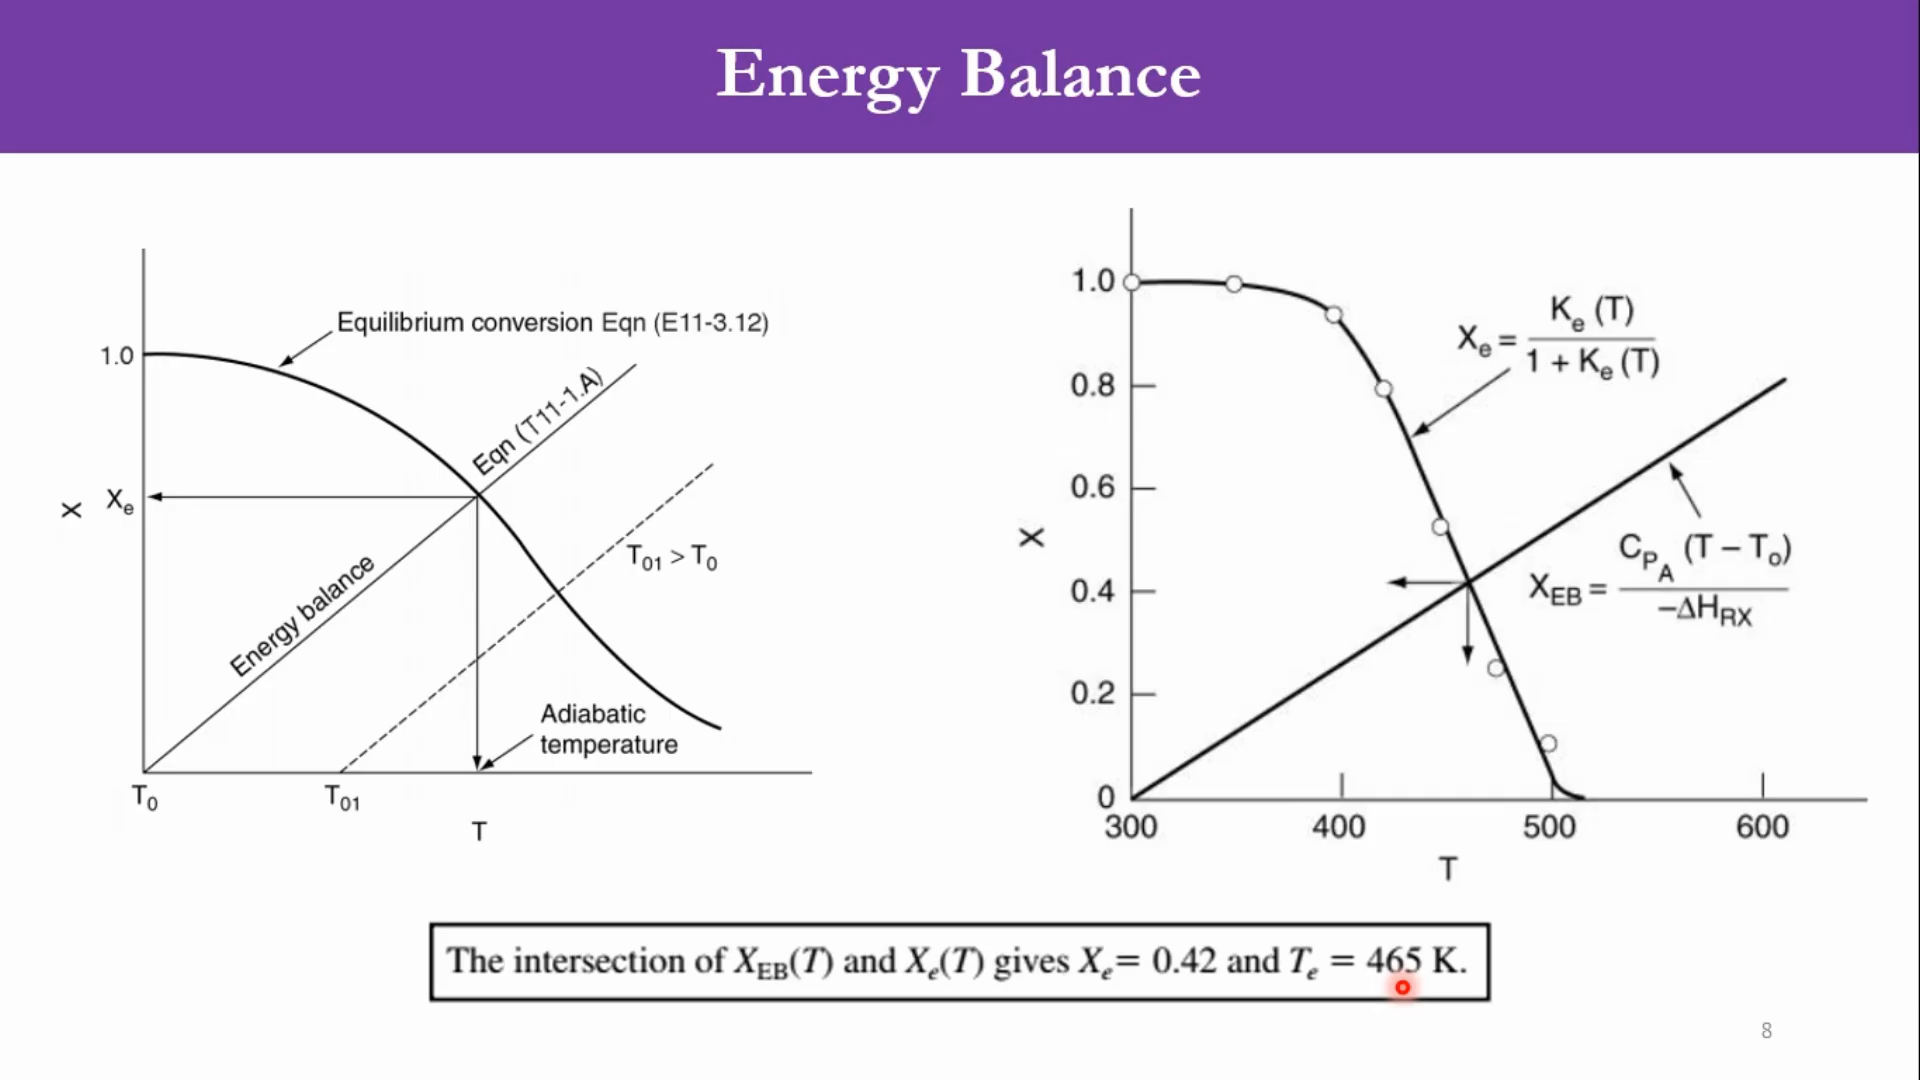 Energy Balance
Equilibrium conversion Eqn (E11-3.12)
1.0
Eqn (T11-1.A)
X
Xe
Energy balance
T01 > T0
Adiabatic
temperature
T0
T01
T
1.0
0.8
0.6
0.4
0.2
0
X
Xe = Ke (T)
1 + Ke (T)
XEB = CPA (T – To)
–ΔHRX
300
400
500
600
T
The intersection of XEB(T) and Xe(T) gives Xe= 0.42 and Te = 465 K.
8